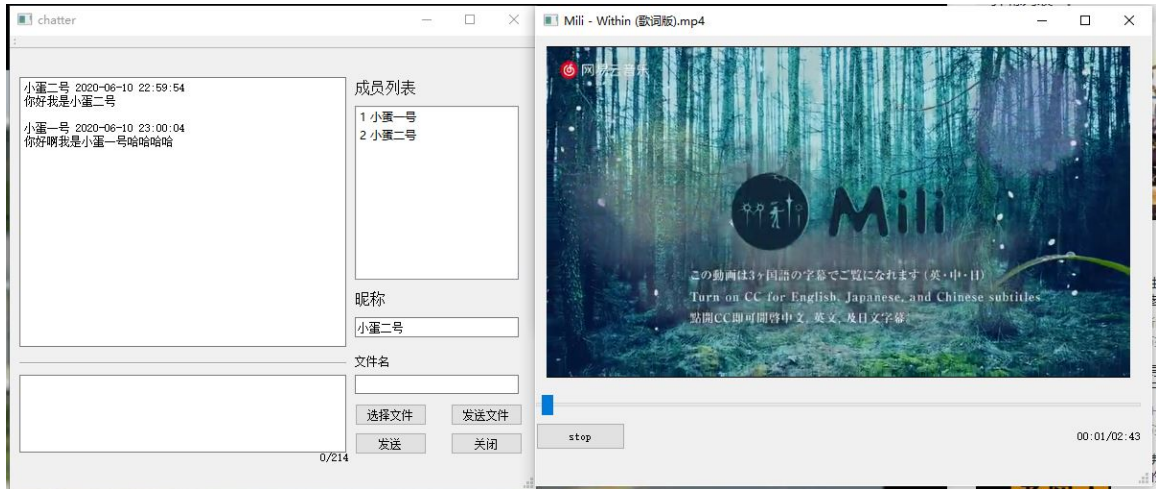 chatter
小蛋二号 2020-06-10 22:59:54
你好我是小蛋二号
小蛋一号 2020-06-10 23:00:04
你好啊我是小蛋一号哈哈哈哈
0/214
成员列表
1 小蛋一号
2 小蛋二号
昵称
小蛋二号
文件名
选择文件
发送文件
发送
关闭
Mili - Within (歌词版).mp4
网易云音乐
Mili
この動画は3ヶ国語の字幕でご覧になれます (英・中・日)
Turn on CC for English, Japanese, and Chinese subtitles
點開CC即可開啓中文, 英文, 及日文字幕。
stop
00:01/02:43